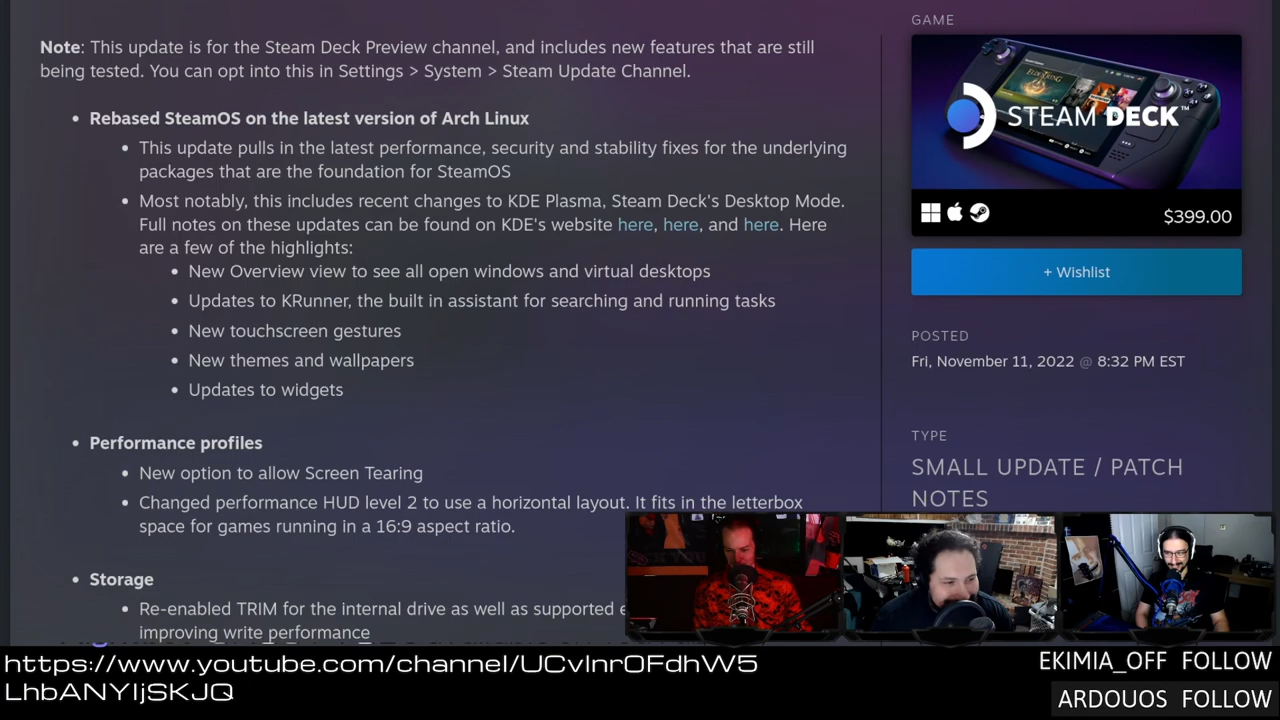 Note: This update is for the Steam Deck Preview channel, and includes new features that are still
being tested. You can opt into this in Settings > System > Steam Update Channel.
• Rebased SteamOS on the latest version of Arch Linux
• This update pulls in the latest performance, security and stability fixes for the underlying
packages that are the foundation for SteamOS
• Most notably, this includes recent changes to KDE Plasma, Steam Deck's Desktop Mode.
Full notes on these updates can be found on KDE's website here, here, and here. Here
are a few of the highlights:
• New Overview view to see all open windows and virtual desktops
• Updates to KRunner, the built in assistant for searching and running tasks
• New touchscreen gestures
• New themes and wallpapers
• Updates to widgets
• Performance profiles
• New option to allow Screen Tearing
• Changed performance HUD level 2 to use a horizontal layout. It fits in the letterbox
space for games running in a 16:9 aspect ratio.
• Storage
• Re-enabled TRIM for the internal drive as well as supported
improving write performance
GAME
STEAM DECK™
$399.00
+ Wishlist
POSTED
Fri, November 11, 2022 @ 8:32 PM EST
TYPE
SMALL UPDATE / PATCH
NOTES
https://www.youtube.com/channel/UCvInr0FdhW5
LhbANYIjSKJQ
EKIMIA_OFF FOLLOW
ARDOUOS FOLLOW